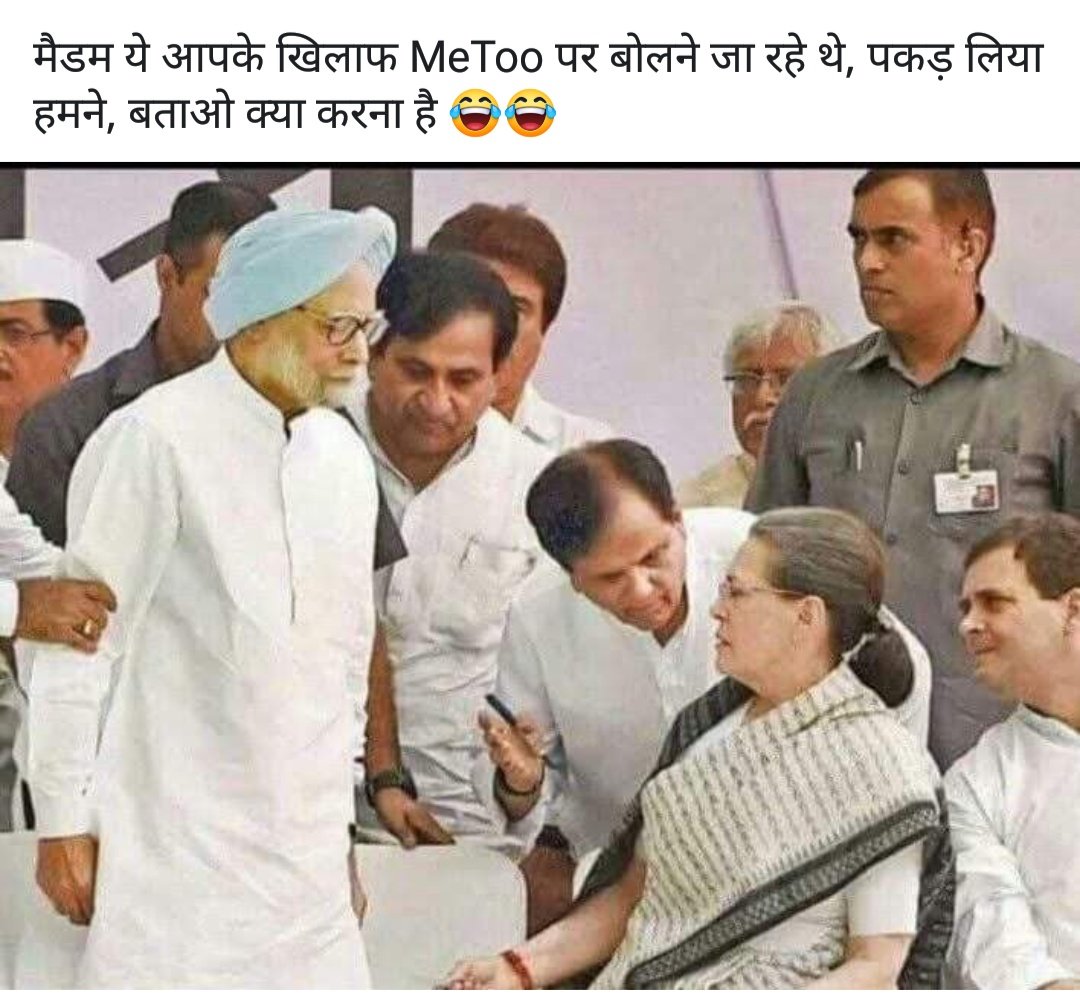 मैडम ये आपके खिलाफ MeToo पर बोलने जा रहे थे, पकड़ लिया
हमने, बताओ क्या करना है 😂😂